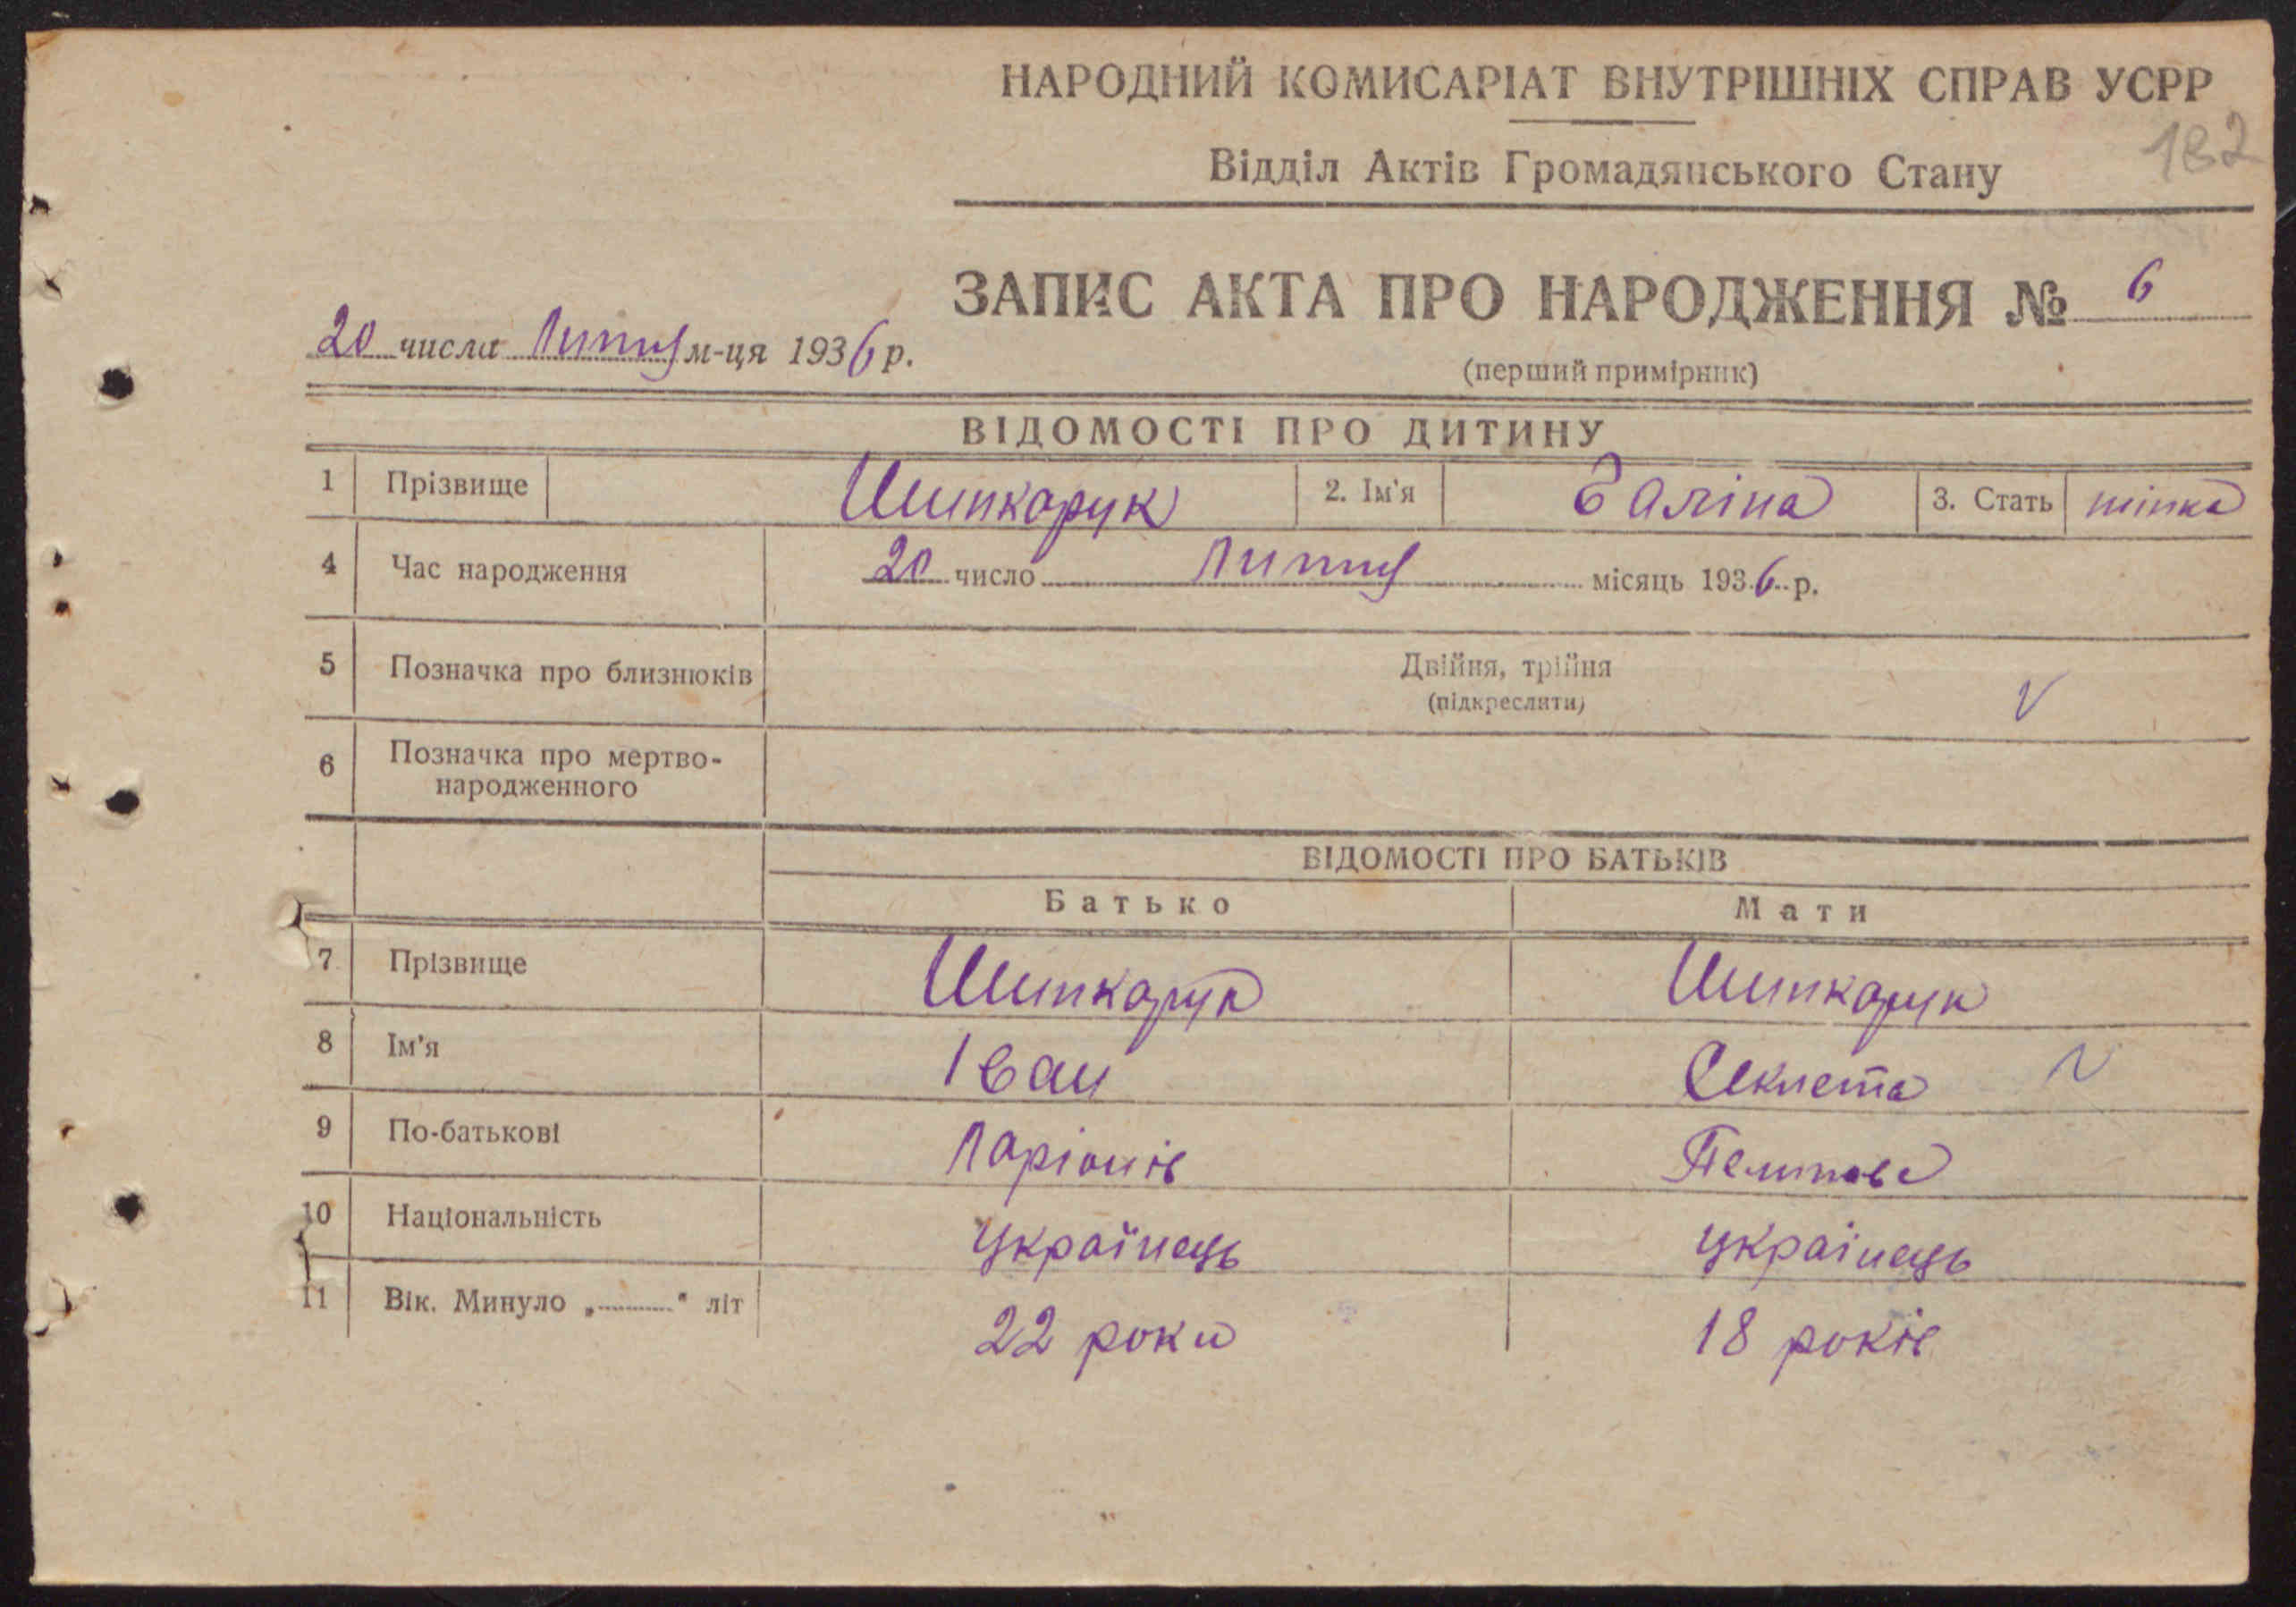 НАРОДНИЙ КОМИСАРІАТ ВНУТРІШНІХ СПРАВ УСРР
182
Відділ Актів Громадянського Стану
ЗАПИС АКТА ПРО НАРОДЖЕННЯ № 6
20 числа м-ця 1936 р.
(перший примірник)
ВІДОМОСТІ ПРО ДИТИНУ
1 Прізвище Шинкарук 2. Ім'я Галіна 3. Стать жінка
4 Час народження 20 число місяць 1936 р.
5 Позначка про близнюків Двійня, трійня
(підкреслити)
6 Позначка про мертво-
народженного
ВІДОМОСТІ ПРО БАТЬКІВ
Батько Мати
7 Прізвище Шинкарук Шинкарук
8 Ім'я Іван Секлета
9 По-батькові Ларіонів
10 Національність Українець українець
11 Вік. Минуло „ " літ 22 роки 18 років